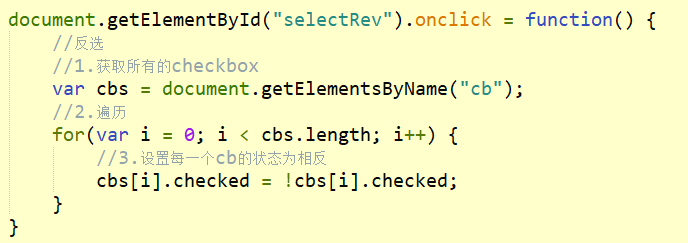 document.getElementById("selectRev").onclick = function() {
//反选
//1.获取所有的checkbox
var cbs = document.getElementsByName("cb");
//2.遍历
for(var i = 0; i < cbs.length; i++) {
//3.设置每一个cb的状态为相反
cbs[i].checked = !cbs[i].checked;
}
}